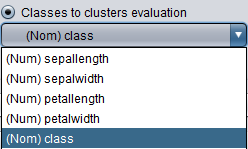 Classes to clusters evaluation
(Nom) class
(Num) sepallength
(Num) sepalwidth
(Num) petallength
(Num) petalwidth
(Nom) class